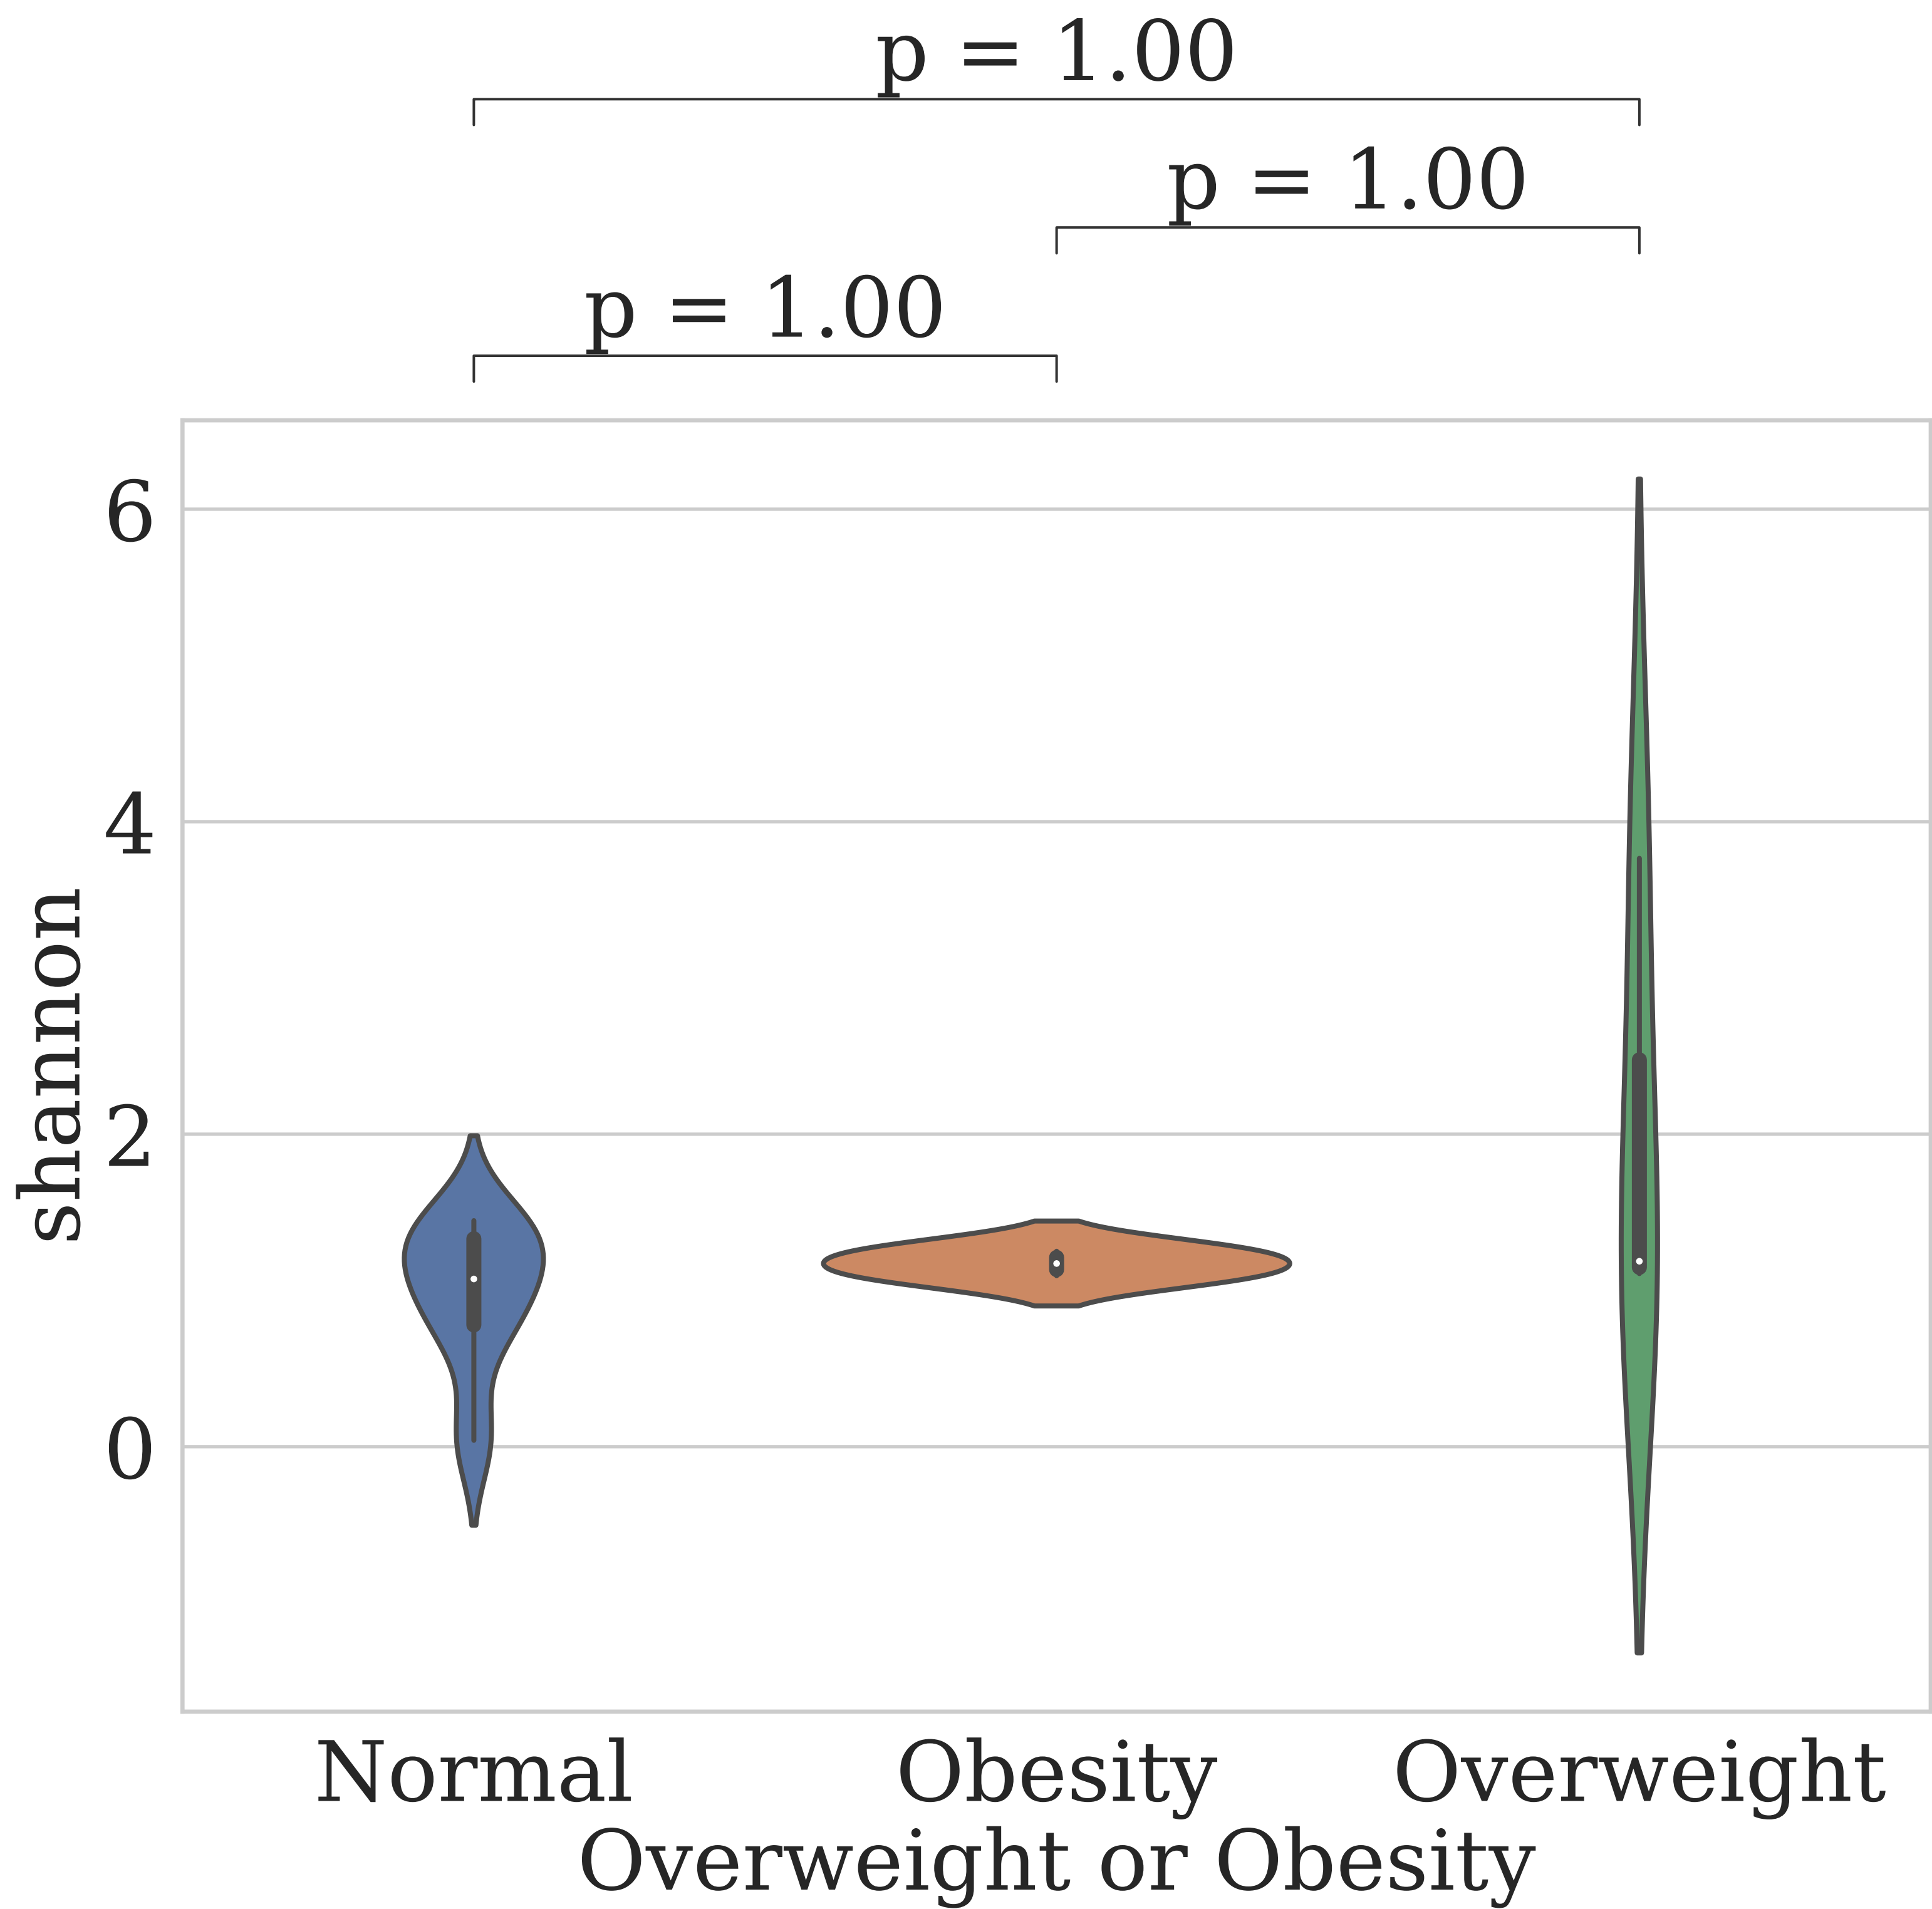 p = 1.00
p = 1.00
p = 1.00
6
4
2
0
shannon
Normal Obesity Overweight
Overweight or Obesity